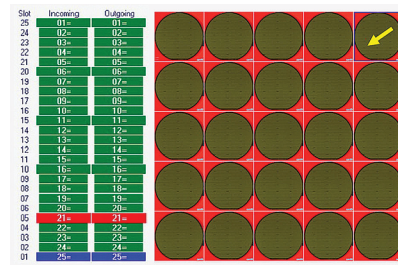 Slot Incoming Outgoing
25 01= 01=
24 02= 02=
23 03= 03=
22 04= 04=
21 05= 05=
20 06= 06=
19 07= 07=
18 08= 08=
17 09= 09=
16 10= 10=
15 11= 11=
14 12= 12=
13 13= 13=
12 14= 14=
11 15= 15=
10 16= 16=
09 17= 17=
08 18= 18=
07 19= 19=
06 20= 20=
05 21= 21=
04 22= 22=
03 23= 23=
02 24= 24=
01 25= 25=